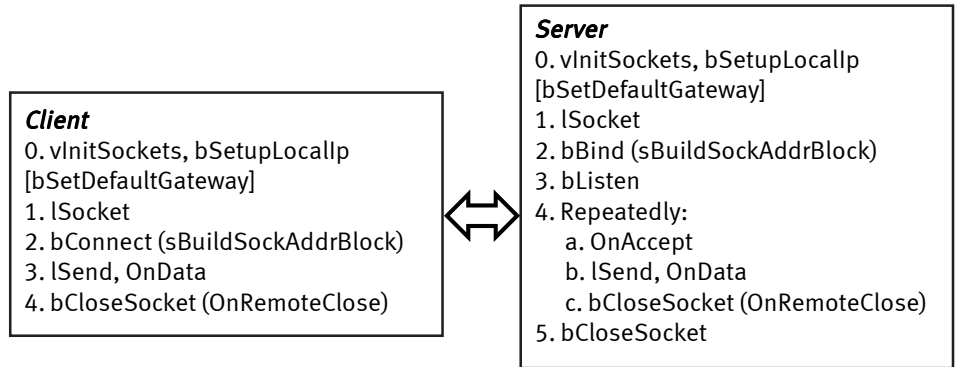 Client
0. vInitSockets, bSetupLocalIp
[bSetDefaultGateway]
1. lSocket
2. bConnect (sBuildSockAddrBlock)
3. lSend, OnData
4. bCloseSocket (OnRemoteClose)
Server
0. vInitSockets, bSetupLocalIp
[bSetDefaultGateway]
1. lSocket
2. bBind (sBuildSockAddrBlock)
3. bListen
4. Repeatedly:
a. OnAccept
b. lSend, OnData
c. bCloseSocket (OnRemoteClose)
5. bCloseSocket